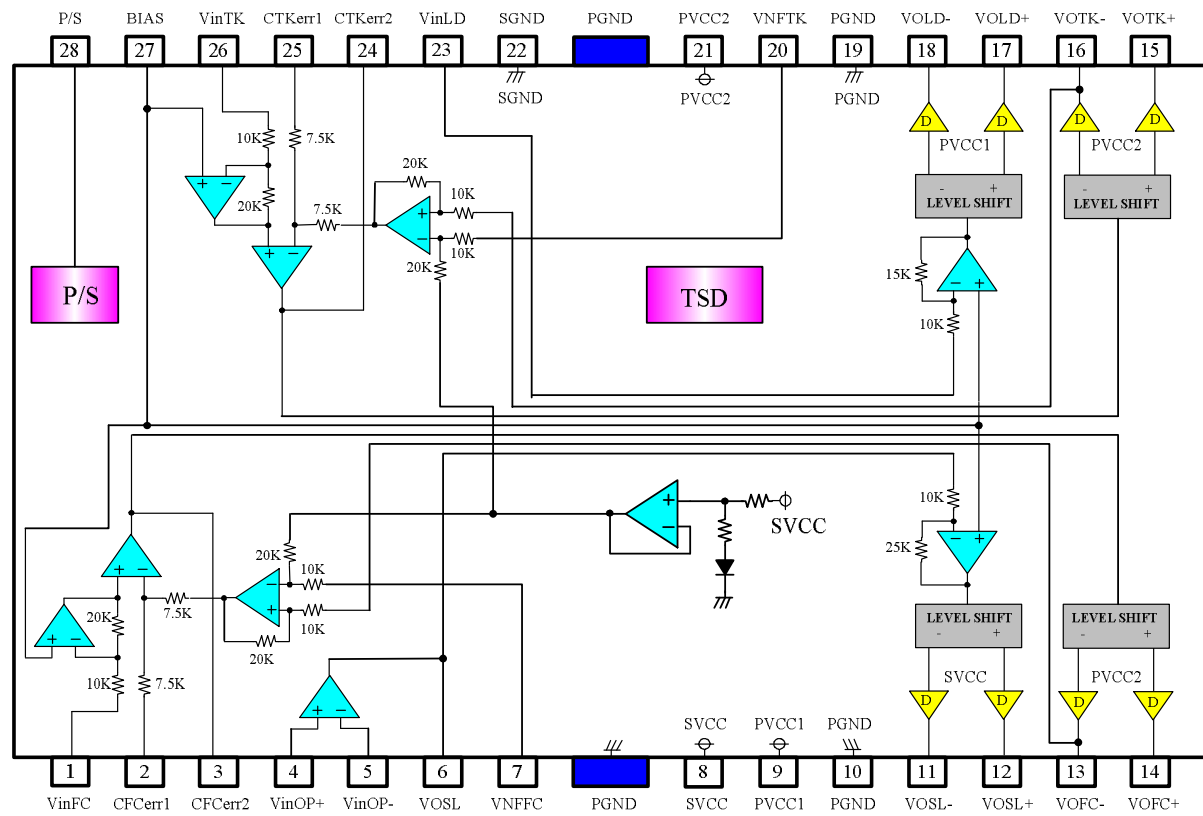 P/S BIAS VinTK CTKerr1 CTKerr2 VinLD SGND PGND PVCC2 VNFTK PGND VOLD- VOLD+ VOTK- VOTK+
28 27 26 25 24 23 22 21 20 19 18 17 16 15
SGND PVCC2 PGND
D D D D
10K 7.5K PVCC1 PVCC2
20K
+ − 20K 7.5K 10K
- + LEVEL SHIFT
- + LEVEL SHIFT
+ − 10K
+ − 20K
15K − +
P/S TSD
10K
10K
+ − SVCC
25K − +
20K 10K
− +
7.5K 10K
20K
20K
+ −
+ −
LEVEL SHIFT - +
LEVEL SHIFT - +
10K 7.5K
SVCC PVCC2
+ −
D D D D
SVCC PVCC1 PGND
1 2 3 4 5 6 7 8 9 10 11 12 13 14
VinFC CFCerr1 CFCerr2 VinOP+ VinOP- VOSL VNFFC PGND SVCC PVCC1 PGND VOSL- VOSL+ VOFC- VOFC+